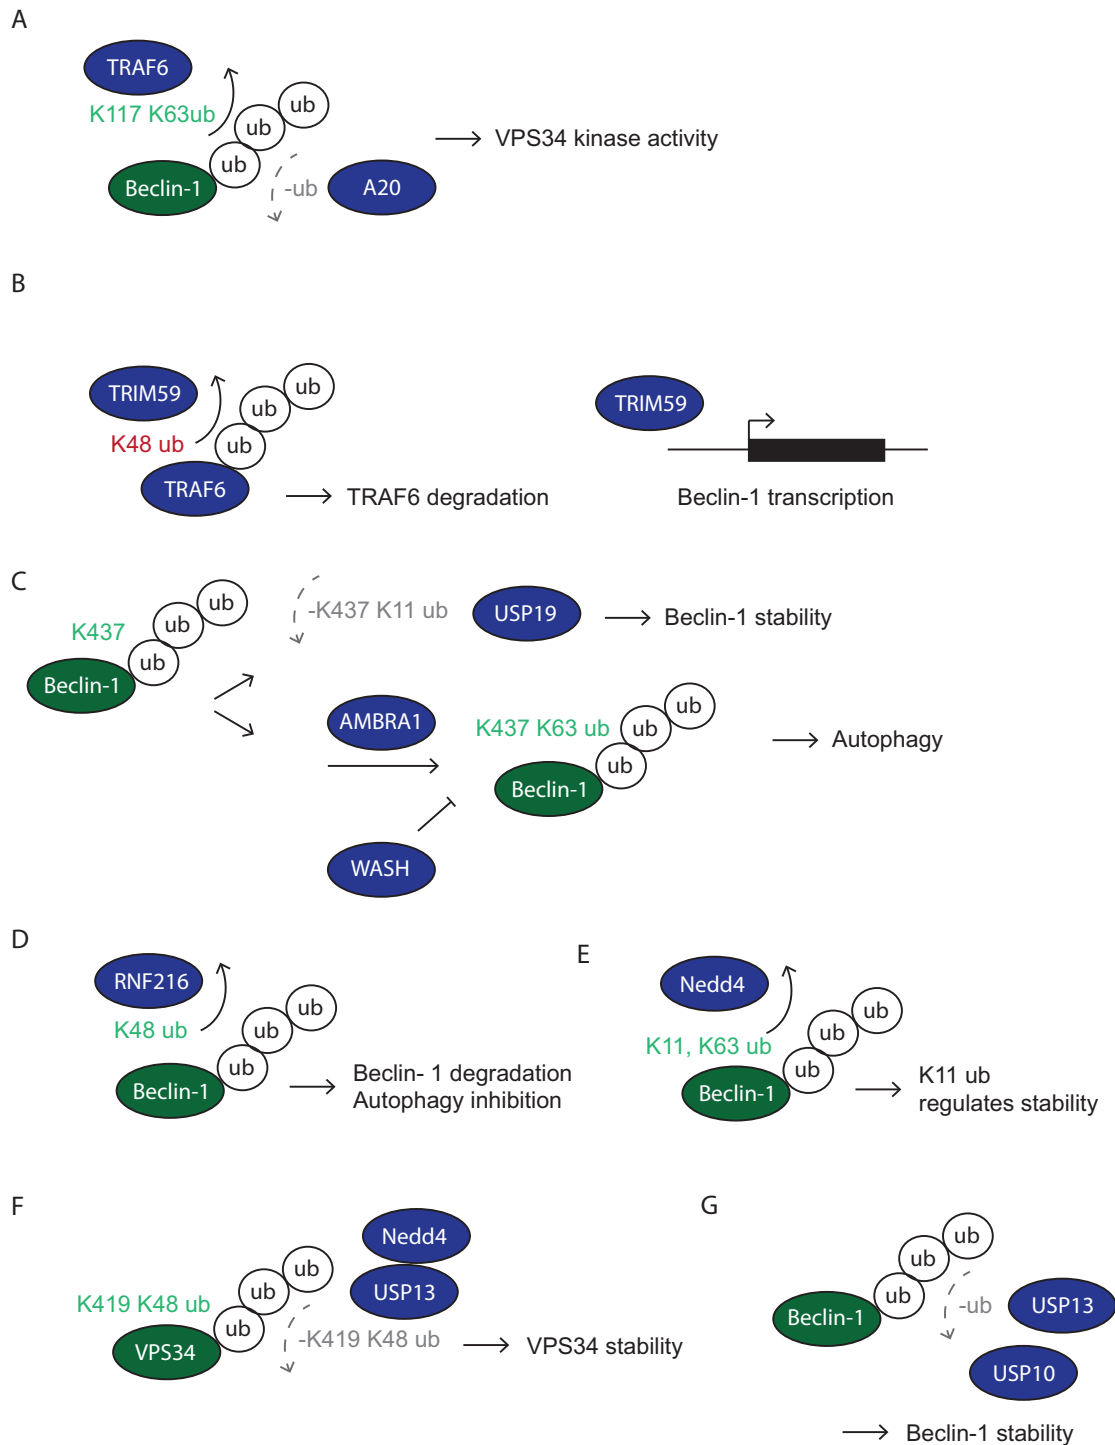 A
TRAF6
K117 K63ub
ub
ub
ub
Beclin-1
-ub
A20
VPS34 kinase activity
B
TRIM59
K48 ub
ub
ub
ub
TRAF6
TRAF6 degradation
TRIM59
Beclin-1 transcription
C
K437
ub
ub
ub
Beclin-1
-K437 K11 ub
USP19
Beclin-1 stability
AMBRA1
WASH
K437 K63 ub
ub
ub
ub
Beclin-1
Autophagy
D
RNF216
K48 ub
ub
ub
ub
Beclin-1
Beclin- 1 degradation
Autophagy inhibition
E
Nedd4
K11, K63 ub
ub
ub
ub
Beclin-1
K11 ub
regulates stability
F
K419 K48 ub
ub
ub
ub
VPS34
Nedd4
USP13
-K419 K48 ub
VPS34 stability
G
ub
ub
ub
Beclin-1
-ub
USP13
USP10
Beclin-1 stability